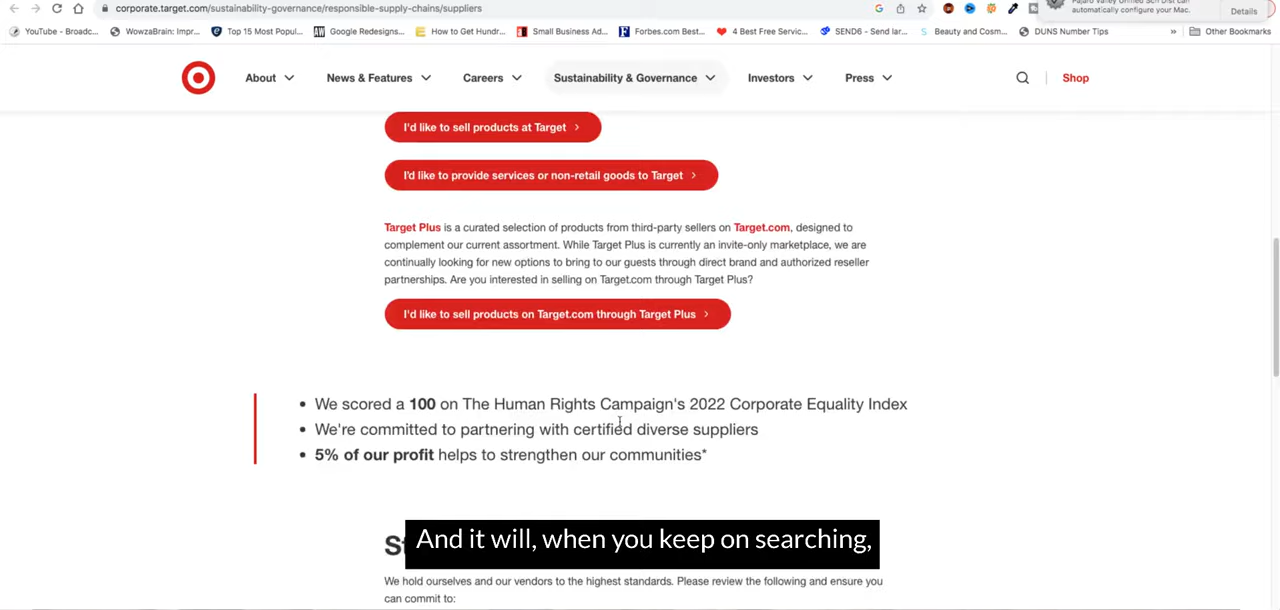 corporate.target.com/sustainability-governance/responsible-supply-chains/suppliers
automatically configure your Mac.
Details
YouTube - Broadc...
WowzaBrain: Impr...
Top 15 Most Popul...
Google Redesigns...
How to Get Hundr...
Small Business Ad...
Forbes.com Best...
4 Best Free Servic...
SEND6 - Send lar...
Beauty and Cosm...
DUNS Number Tips
»
Other Bookmarks
About
News & Features
Careers
Sustainability & Governance
Investors
Press
Shop
I'd like to sell products at Target
I'd like to provide services or non-retail goods to Target
Target Plus is a curated selection of products from third-party sellers on Target.com, designed to
complement our current assortment. While Target Plus is currently an invite-only marketplace, we are
continually looking for new options to bring to our guests through direct brand and authorized reseller
partnerships. Are you interested in selling on Target.com through Target Plus?
I'd like to sell products on Target.com through Target Plus
• We scored a 100 on The Human Rights Campaign's 2022 Corporate Equality Index
• We're committed to partnering with certified diverse suppliers
• 5% of our profit helps to strengthen our communities*
And it will, when you keep on searching,
We hold ourselves and our vendors to the highest standards. Please review the following and ensure you
can commit to: